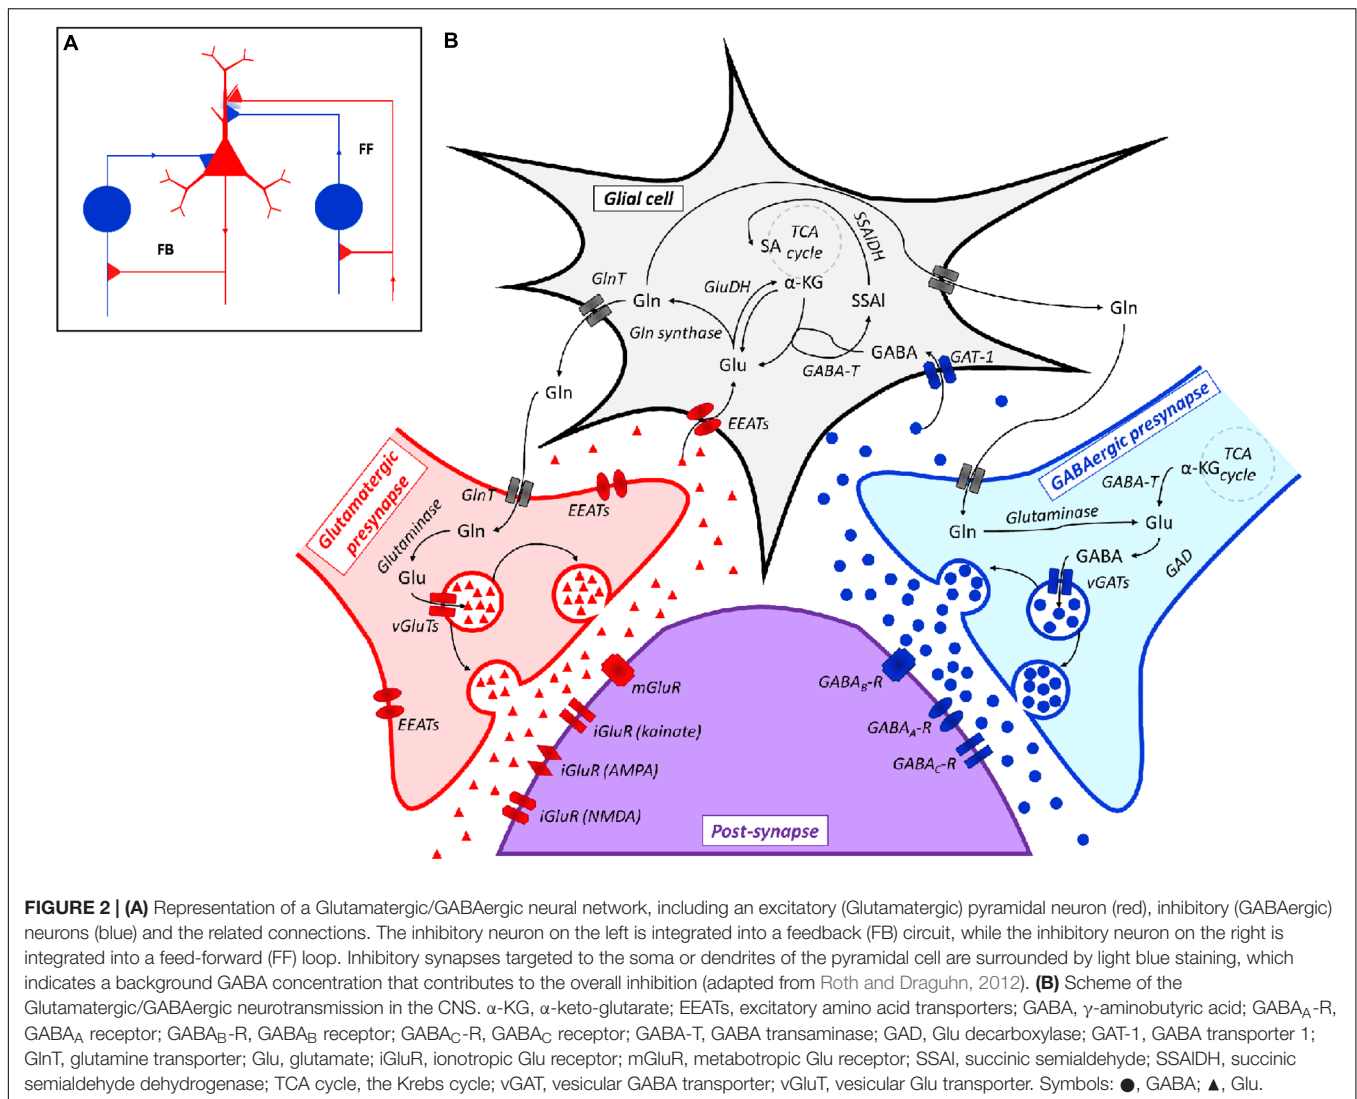 A
FF
FB
B
Glial cell
SSAlDH
TCA
cycle
SA
GlnT
Gln
GluDH
α-KG
SSAl
Gln
Gln synthase
GABA
GAT-1
Glu
GABA-T
Gln
EEATs
Glutamatergic
presynapse
GABAergic presynapse
TCA
cycle
α-KG
GABA-T
GlnT
EEATs
Gln
Glutaminase
Glu
vGluTs
Gln
Glutaminase
Glu
GABA
vGATs
GAD
EEATs
mGluR
iGluR (kainate)
iGluR (AMPA)
iGluR (NMDA)
GABAB-R
GABAA-R
GABAC-R
Post-synapse
FIGURE 2 | (A) Representation of a Glutamatergic/GABAergic neural network, including an excitatory (Glutamatergic) pyramidal neuron (red), inhibitory (GABAergic)
neurons (blue) and the related connections. The inhibitory neuron on the left is integrated into a feedback (FB) circuit, while the inhibitory neuron on the right is
integrated into a feed-forward (FF) loop. Inhibitory synapses targeted to the soma or dendrites of the pyramidal cell are surrounded by light blue staining, which
indicates a background GABA concentration that contributes to the overall inhibition (adapted from Roth and Draguhn, 2012). (B) Scheme of the
Glutamatergic/GABAergic neurotransmission in the CNS. α-KG, α-keto-glutarate; EEATs, excitatory amino acid transporters; GABA, γ-aminobutyric acid; GABAA-R,
GABAA receptor; GABAB-R, GABAB receptor; GABAC-R, GABAC receptor; GABA-T, GABA transaminase; GAD, Glu decarboxylase; GAT-1, GABA transporter 1;
GlnT, glutamine transporter; Glu, glutamate; iGluR, ionotropic Glu receptor; mGluR, metabotropic Glu receptor; SSAl, succinic semialdehyde; SSAlDH, succinic
semialdehyde dehydrogenase; TCA cycle, the Krebs cycle; vGAT, vesicular GABA transporter; vGluT, vesicular Glu transporter. Symbols: ●, GABA; ▲, Glu.